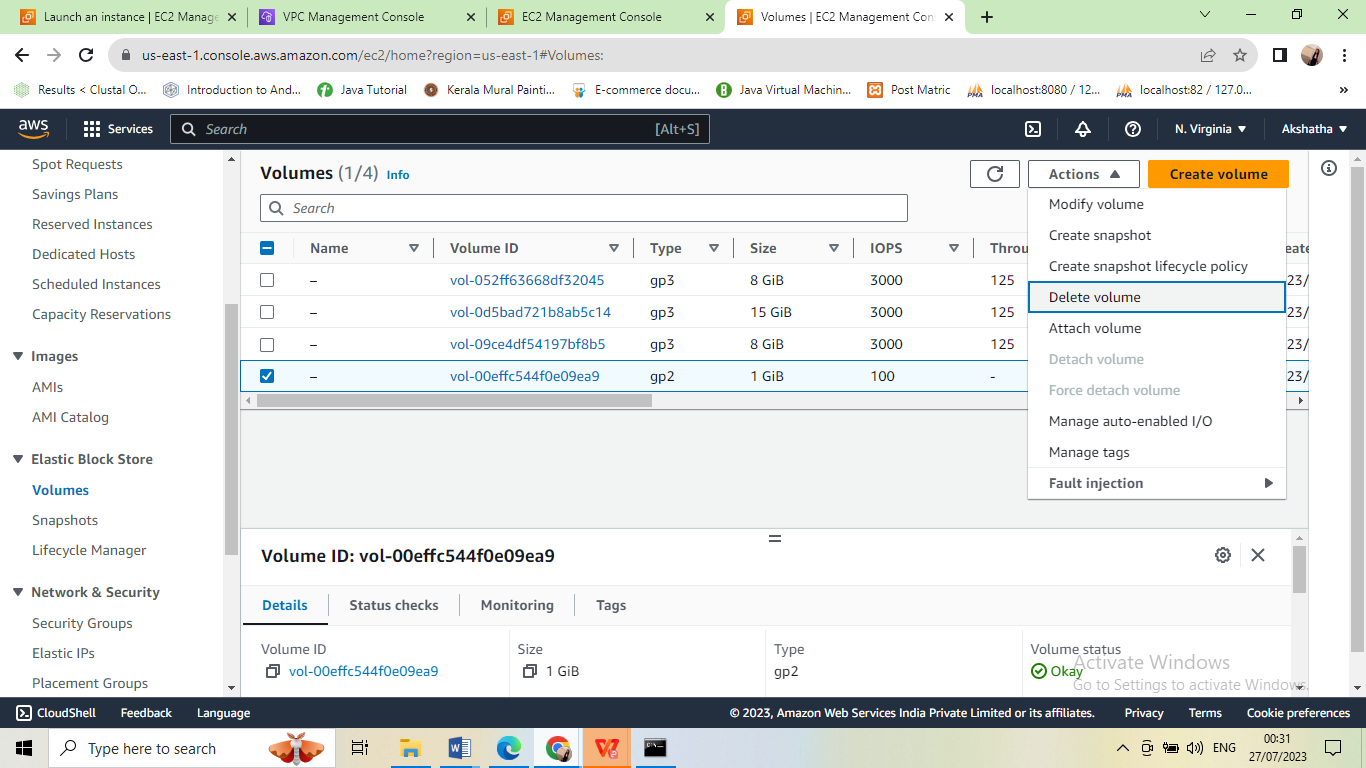 Launch an instance | EC2 Manage
VPC Management Console
EC2 Management Console
Volumes | EC2 Management Con
us-east-1.console.aws.amazon.com/ec2/home?region=us-east-1#Volumes:
Results < Clustal O...
Introduction to And...
Java Tutorial
Kerala Mural Painti...
E-commerce docu...
Java Virtual Machin...
Post Matric
localhost:8080 / 12...
localhost:82 / 127.0...
aws
Services
Search
[Alt+S]
N. Virginia
Akshatha
Spot Requests
Savings Plans
Reserved Instances
Dedicated Hosts
Scheduled Instances
Capacity Reservations
Images
AMIs
AMI Catalog
Elastic Block Store
Volumes
Snapshots
Lifecycle Manager
Network & Security
Security Groups
Elastic IPs
Placement Groups
Volumes (1/4) Info
Actions
Create volume
Search
Name Volume ID Type Size IOPS Throu
– vol-052ff63668df32045 gp3 8 GiB 3000 125
– vol-0d5bad721b8ab5c14 gp3 15 GiB 3000 125
– vol-09ce4df54197bf8b5 gp3 8 GiB 3000 125
– vol-00effc544f0e09ea9 gp2 1 GiB 100 -
eate
23/
23/
23/
23/
Modify volume
Create snapshot
Create snapshot lifecycle policy
Delete volume
Attach volume
Detach volume
Force detach volume
Manage auto-enabled I/O
Manage tags
Fault injection
Volume ID: vol-00effc544f0e09ea9
Details Status checks Monitoring Tags
Volume ID
vol-00effc544f0e09ea9
Size
1 GiB
Type
gp2
Volume status
Okay
Activate Windows
Go to Settings to activate Windows.
CloudShell Feedback Language
© 2023, Amazon Web Services India Private Limited or its affiliates.
Privacy Terms Cookie preferences
Type here to search
ENG
00:31
27/07/2023